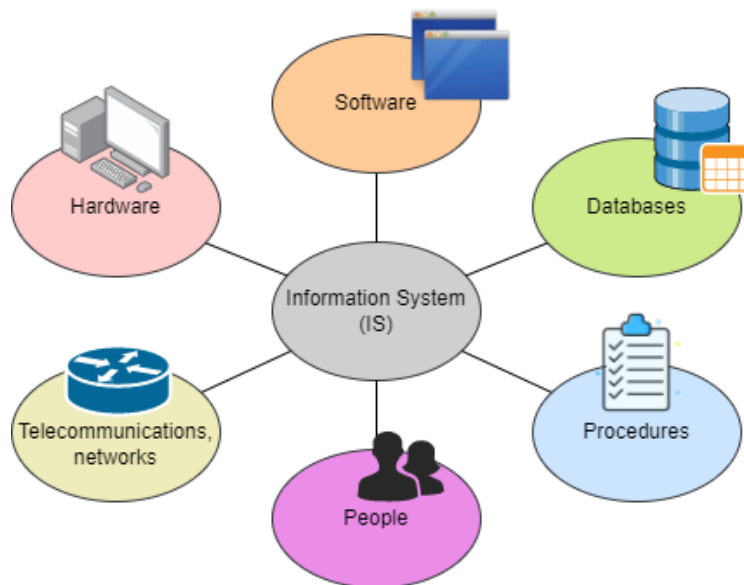 Software
Hardware
Databases
Information System
(IS)
Telecommunications,
networks
Procedures
People